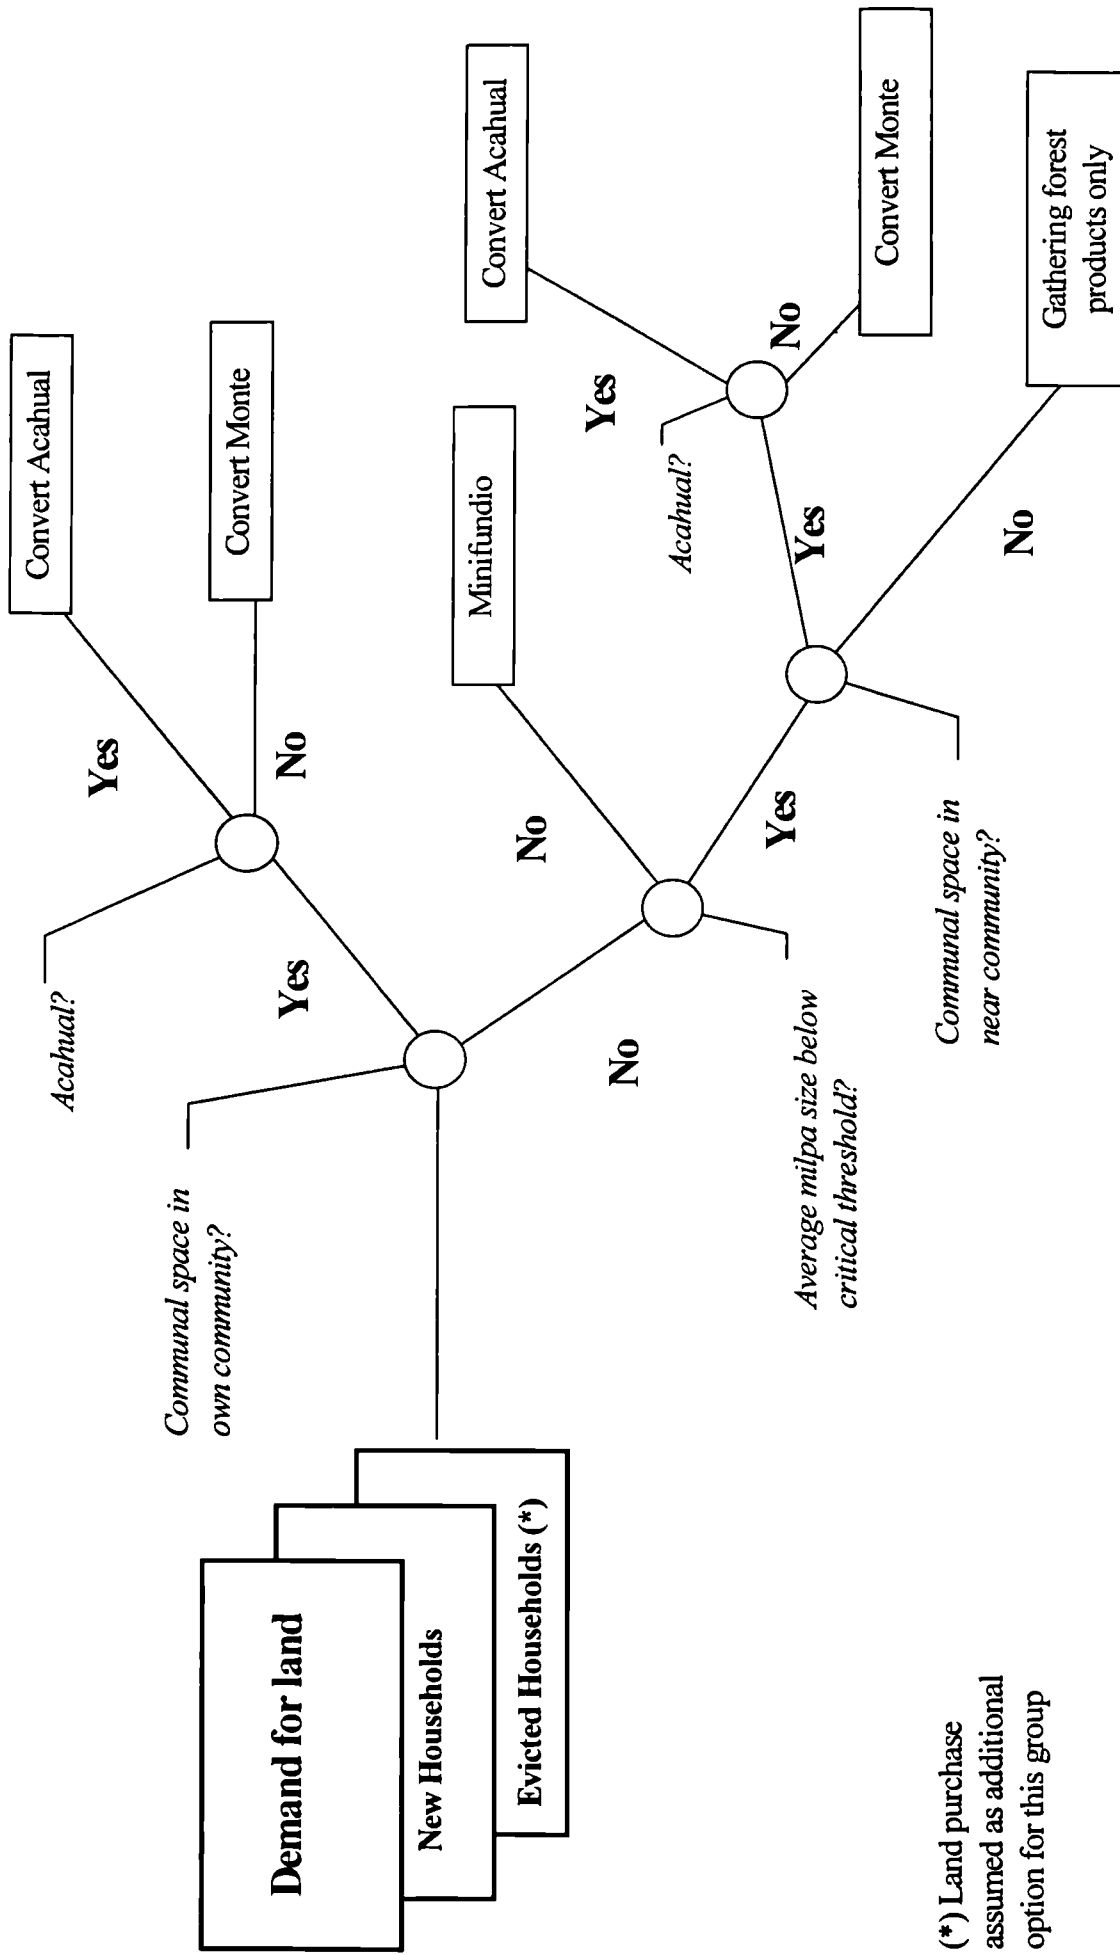 Demand for land
New Households
Evicted Households (*)
(*) Land purchase
assumed as additional
option for this group
Communal space in
own community?
Yes
No
Acahual?
Yes
No
Convert Acahual
Convert Monte
Average milpa size below
critical threshold?
No
Yes
Minifundio
Communal space in
near community?
Yes
No
Acahual?
Yes
No
Convert Acahual
Convert Monte
Gathering forest
products only